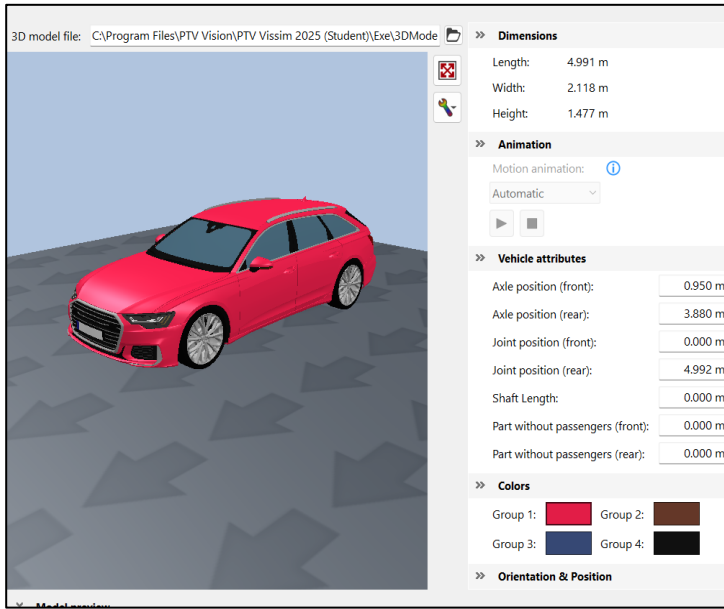 3D model file: C:\Program Files\PTV Vision\PTV Vissim 2025 (Student)\Exe\3DMode
Dimensions
Length: 4.991 m
Width: 2.118 m
Height: 1.477 m
Animation
Motion animation:
Automatic
Vehicle attributes
Axle position (front): 0.950 m
Axle position (rear): 3.880 m
Joint position (front): 0.000 m
Joint position (rear): 4.992 m
Shaft Length: 0.000 m
Part without passengers (front): 0.000 m
Part without passengers (rear): 0.000 m
Colors
Group 1: Group 2:
Group 3: Group 4:
Orientation & Position
Model preview